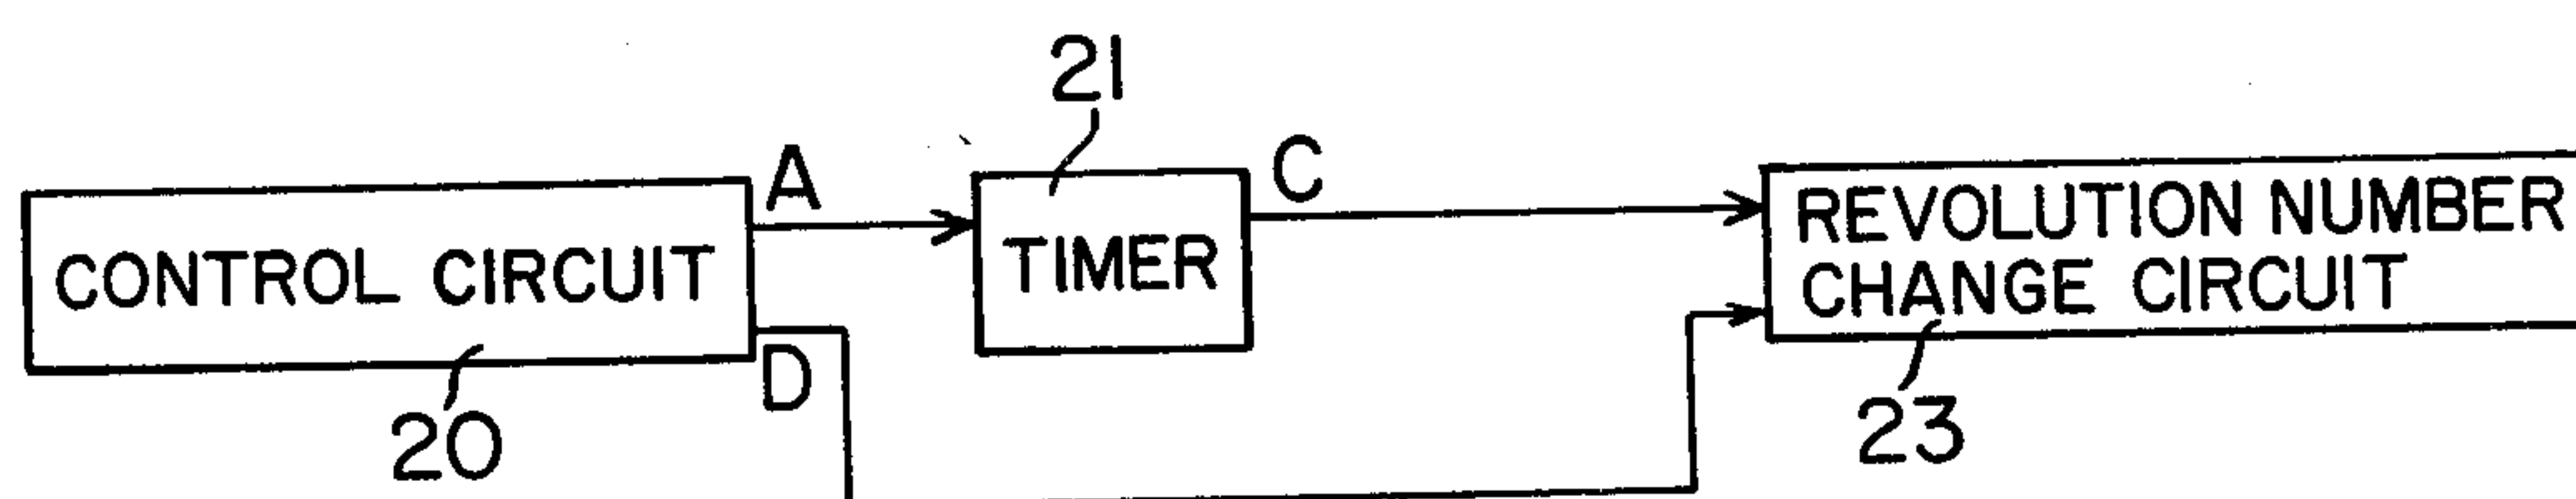 21
A
C
CONTROL CIRCUIT
TIMER
REVOLUTION NUMBER
CHANGE CIRCUIT
D
20
23